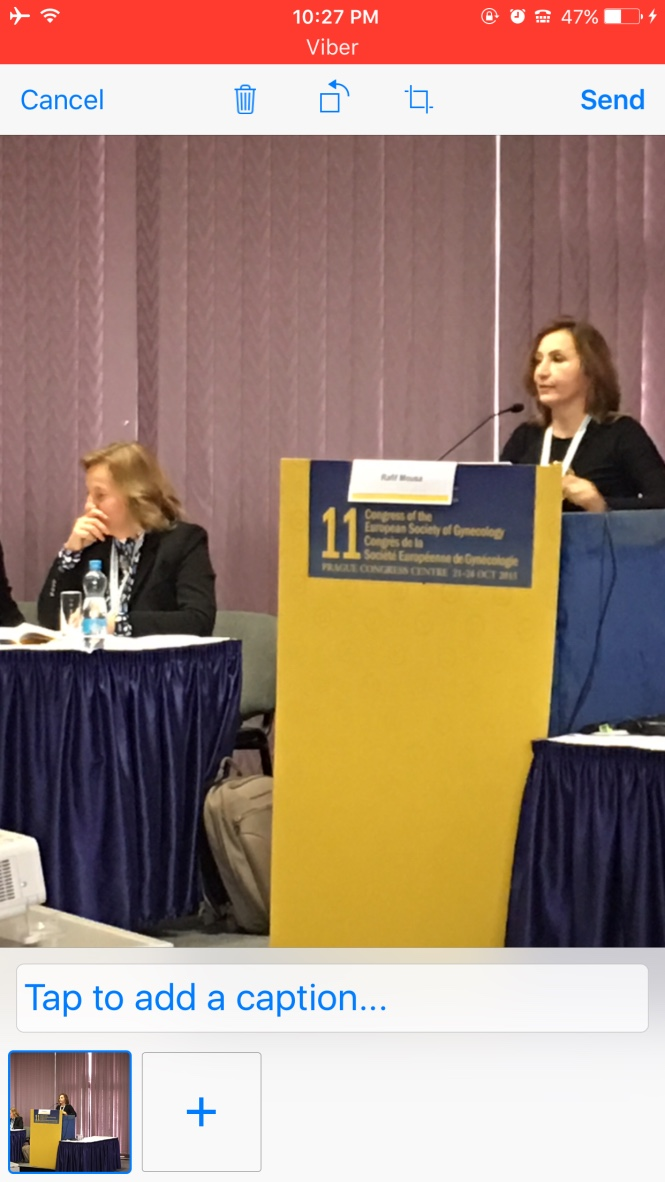 10:27 PM
47%
Viber
Cancel
Send
11
Congress of the
European Society of Gynecology
Congrès de la
Société Européenne de Gynécologie
PRAGUE CONGRESS CENTRE 21-24 OCT 2015
Tap to add a caption...